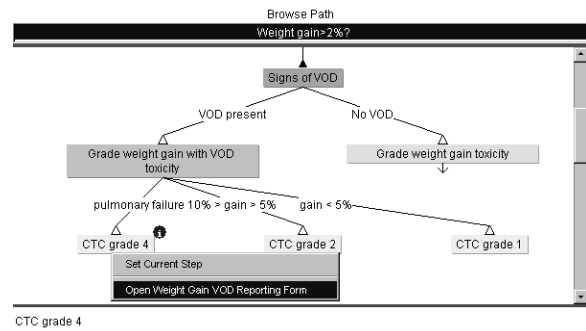 Browse Path
Weight gain>2%?
Signs of VOD
VOD present
No VOD
Grade weight gain with VOD
toxicity
Grade weight gain toxicity
pulmonary failure 10% > gain > 5%
gain < 5%
CTC grade 4
CTC grade 2
CTC grade 1
Set Current Step
Open Weight Gain VOD Reporting Form
CTC grade 4